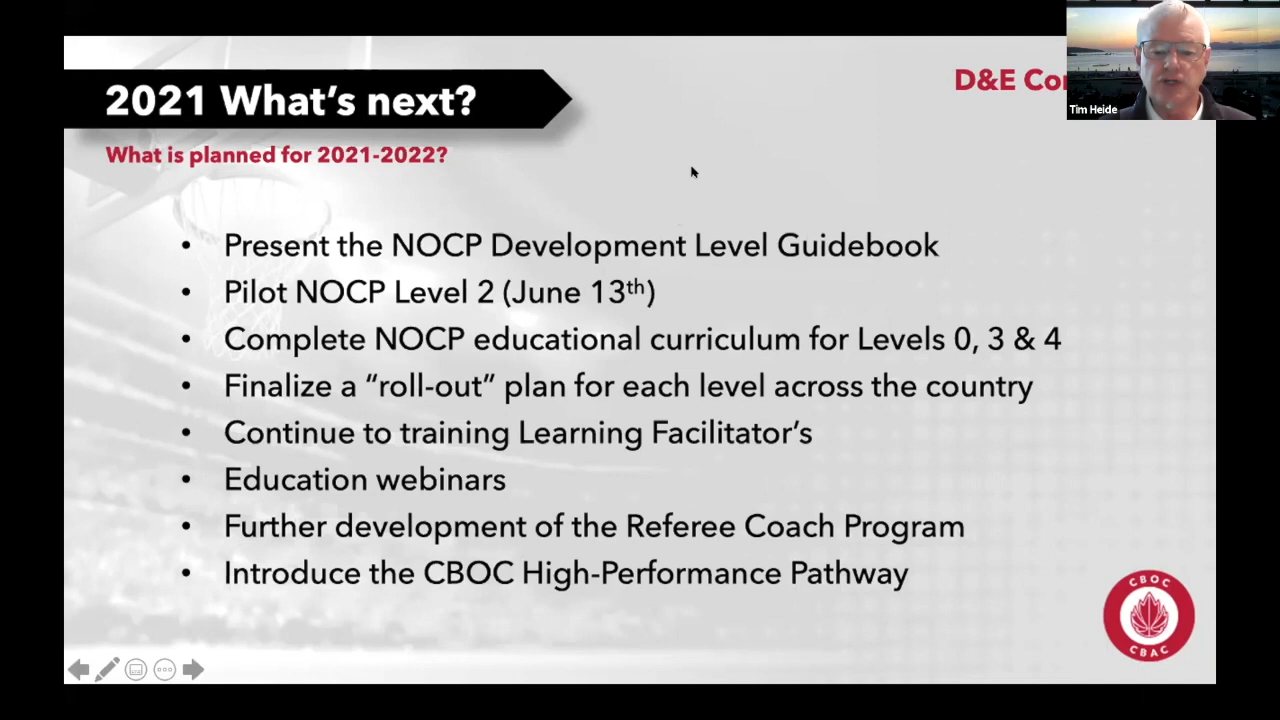 2021 What's next?
D&E
Tim Heide
What is planned for 2021-2022?
• Present the NOCP Development Level Guidebook
• Pilot NOCP Level 2 (June 13th)
• Complete NOCP educational curriculum for Levels 0, 3 & 4
• Finalize a “roll-out” plan for each level across the country
• Continue to training Learning Facilitator's
• Education webinars
• Further development of the Referee Coach Program
• Introduce the CBOC High-Performance Pathway
CBOC
CBAC